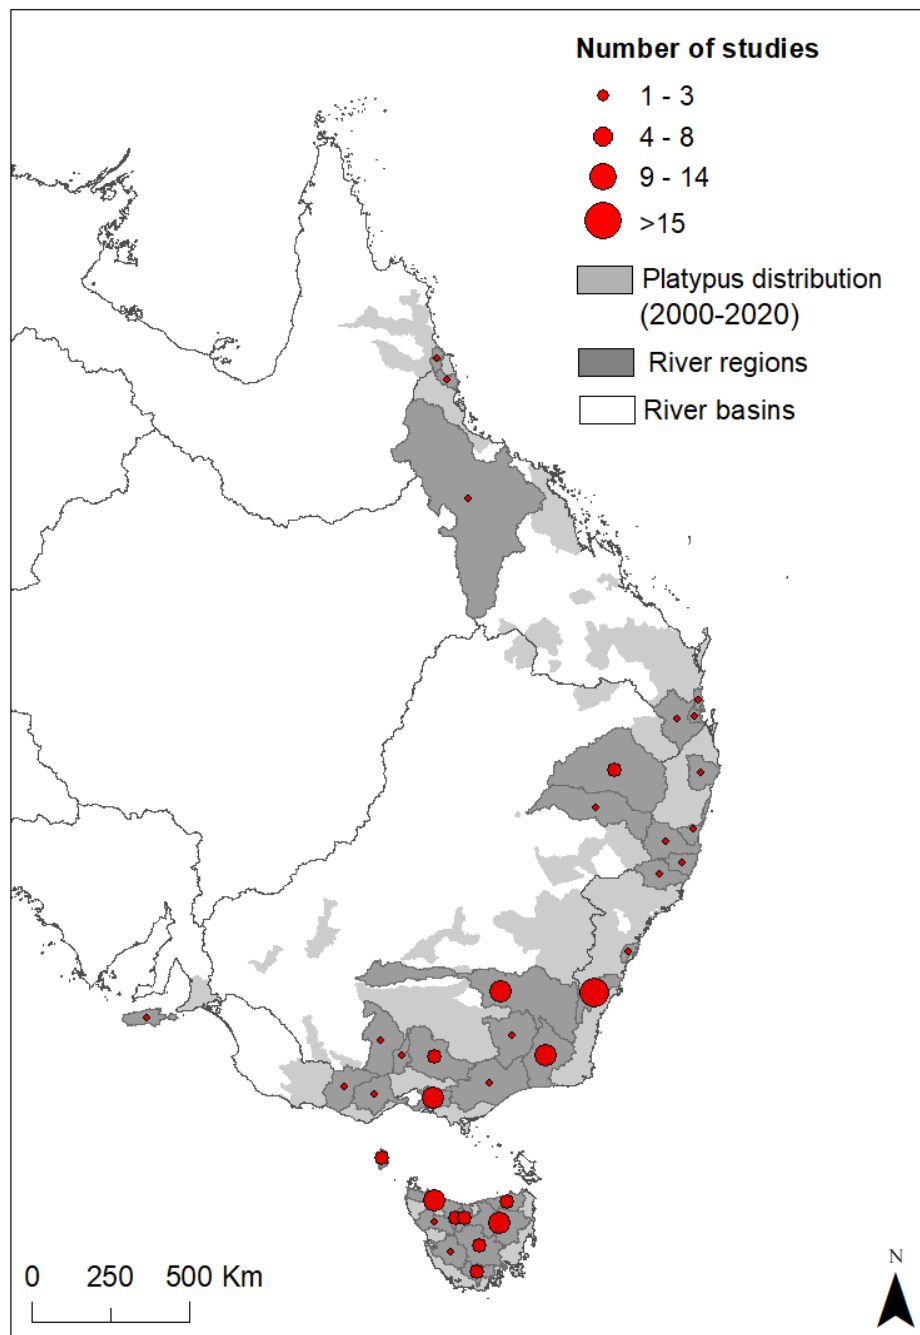 Number of studies
1 - 3
4 - 8
9 - 14
>15
Platypus distribution
(2000-2020)
River regions
River basins
0 250 500 Km
N